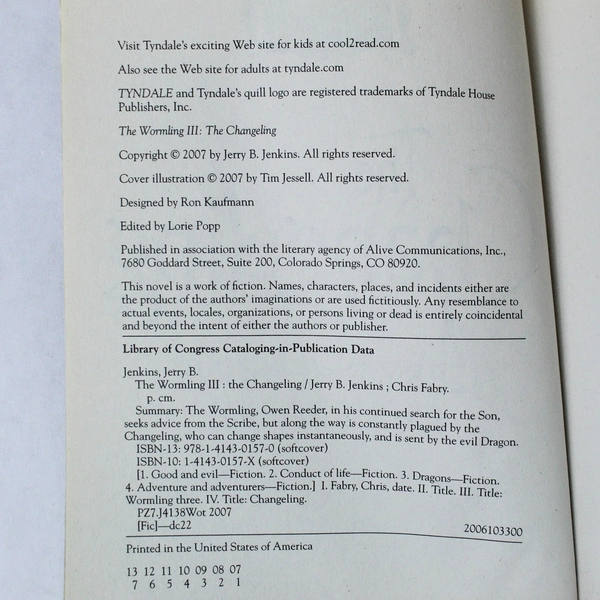 Visit Tyndale's exciting Web site for kids at cool2read.com
Also see the Web site for adults at tyndale.com
TYNDALE and Tyndale's quill logo are registered trademarks of Tyndale House
Publishers, Inc.
The Wormling III: The Changeling
Copyright © 2007 by Jerry B. Jenkins. All rights reserved.
Cover illustration © 2007 by Tim Jessell. All rights reserved.
Designed by Ron Kaufmann
Edited by Lorie Popp
Published in association with the literary agency of Alive Communications, Inc.,
7680 Goddard Street, Suite 200, Colorado Springs, CO 80920.
This novel is a work of fiction. Names, characters, places, and incidents either are
the product of the authors' imaginations or are used fictitiously. Any resemblance to
actual events, locales, organizations, or persons living or dead is entirely coincidental
and beyond the intent of either the authors or publisher.
Library of Congress Cataloging-in-Publication Data
Jenkins, Jerry B.
The Wormling III : the Changeling / Jerry B. Jenkins ; Chris Fabry.
p. cm.
Summary: The Wormling, Owen Reeder, in his continued search for the Son,
seeks advice from the Scribe, but along the way is constantly plagued by the
Changeling, who can change shapes instantaneously, and is sent by the evil Dragon.
ISBN-13: 978-1-4143-0157-0 (softcover)
ISBN-10: 1-4143-0157-X (softcover)
[1. Good and evil—Fiction. 2. Conduct of life—Fiction. 3. Dragons—Fiction.
4. Adventure and adventurers—Fiction.] I. Fabry, Chris, date. II. Title. III. Title:
Wormling three. IV. Title: Changeling.
PZ7.J4138Wot 2007
[Fic]—dc22 2006103300
Printed in the United States of America
13 12 11 10 09 08 07
7 6 5 4 3 2 1